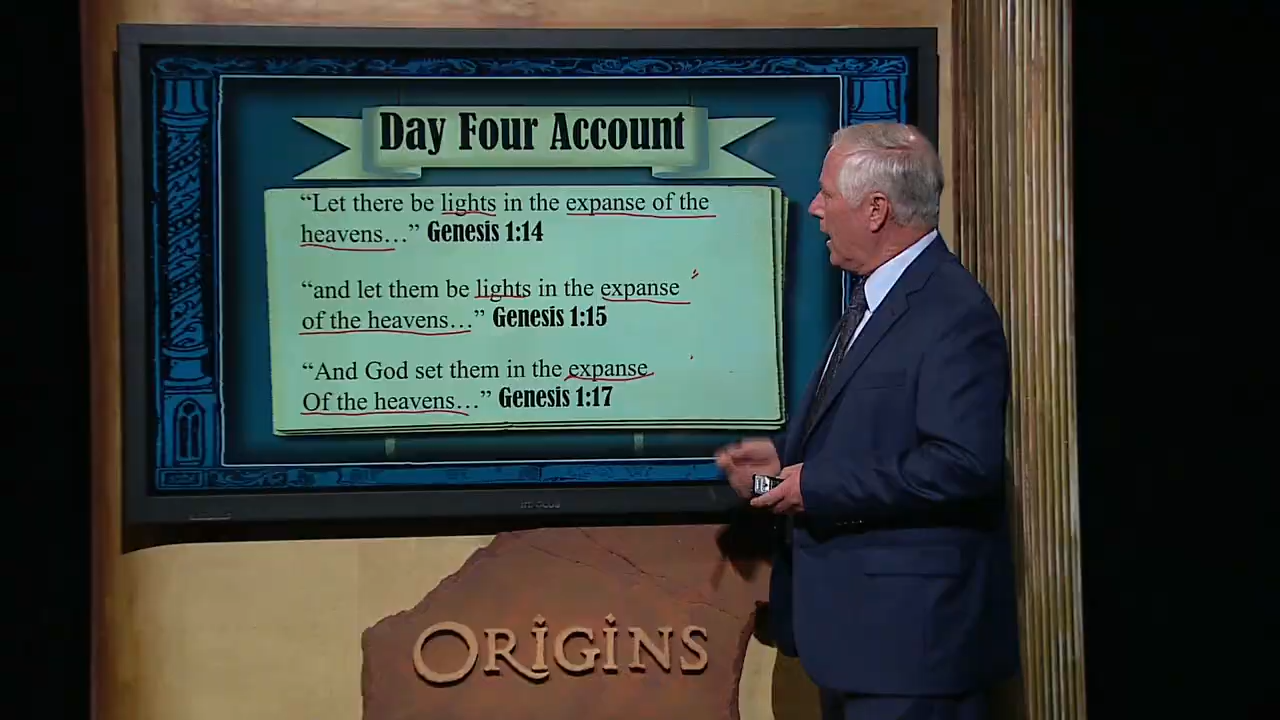 Day Four Account
“Let there be lights in the expanse of the
heavens…” Genesis 1:14
“and let them be lights in the expanse
of the heavens…” Genesis 1:15
“And God set them in the expanse
Of the heavens…” Genesis 1:17
ORiGiNS